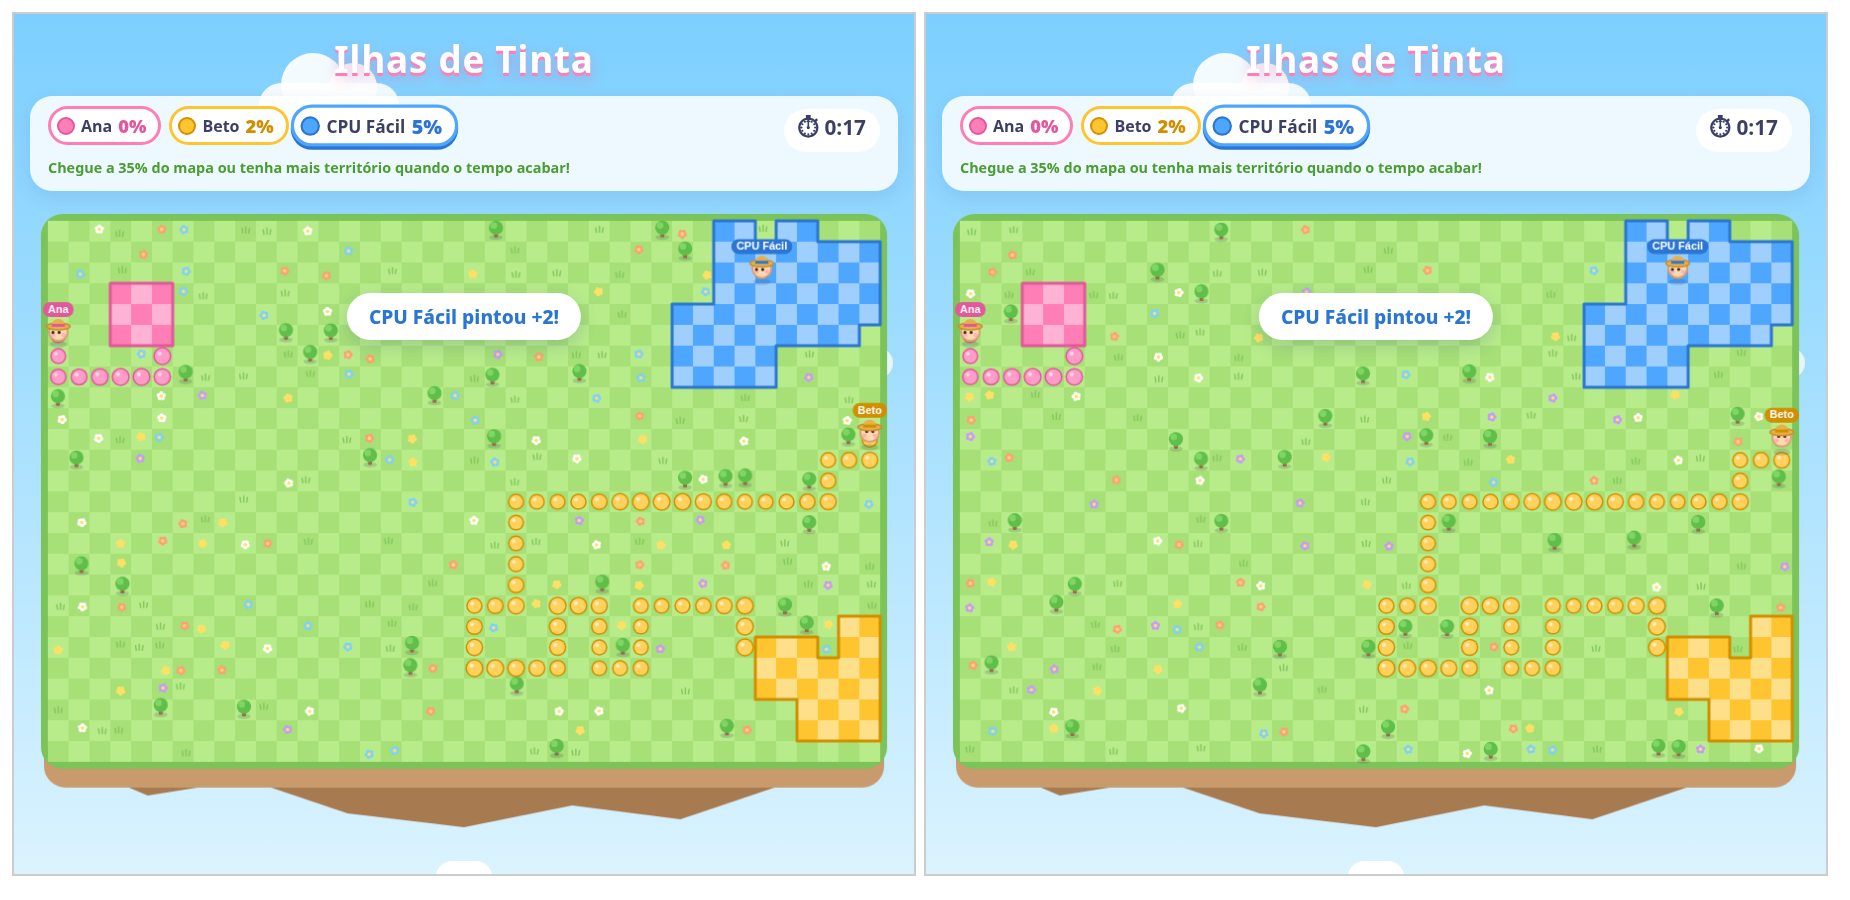 Ilhas de Tinta
Ana 0% Beto 2% CPU Fácil 5% 0:17
Chegue a 35% do mapa ou tenha mais território quando o tempo acabar!
CPU Fácil
Ana
CPU Fácil pintou +2!
Beto
Ilhas de Tinta
Ana 0% Beto 2% CPU Fácil 5% 0:17
Chegue a 35% do mapa ou tenha mais território quando o tempo acabar!
CPU Fácil
Ana
CPU Fácil pintou +2!
Beto